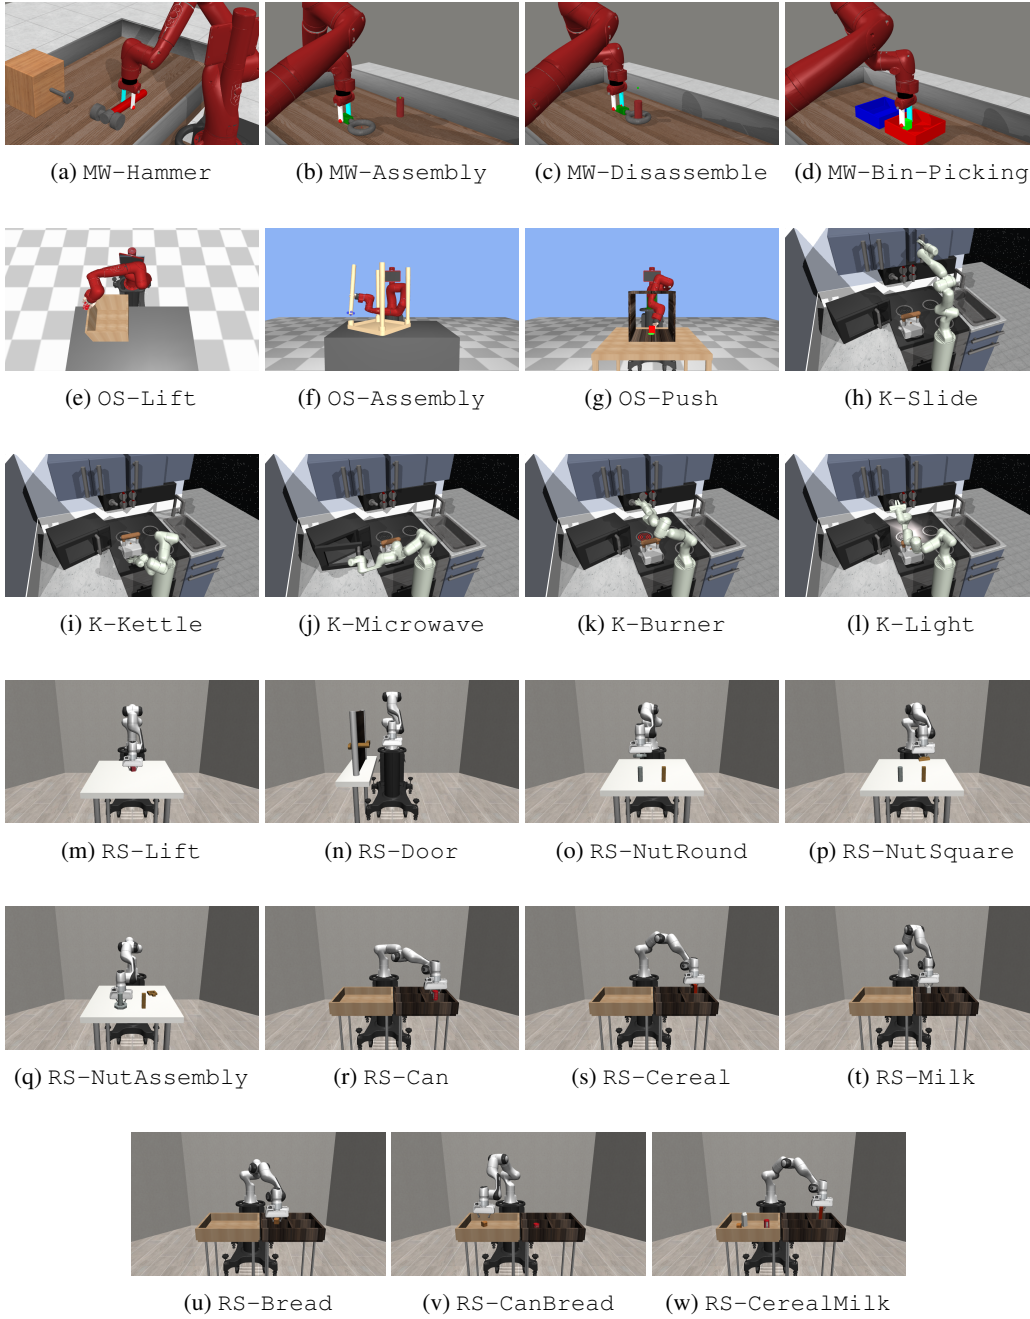 (a) MW-Hammer
(b) MW-Assembly
(c) MW-Disassemble
(d) MW-Bin-Picking
(e) OS-Lift
(f) OS-Assembly
(g) OS-Push
(h) K-Slide
(i) K-Kettle
(j) K-Microwave
(k) K-Burner
(l) K-Light
(m) RS-Lift
(n) RS-Door
(o) RS-NutRound
(p) RS-NutSquare
(q) RS-NutAssembly
(r) RS-Can
(s) RS-Cereal
(t) RS-Milk
(u) RS-Bread
(v) RS-CanBread
(w) RS-CerealMilk